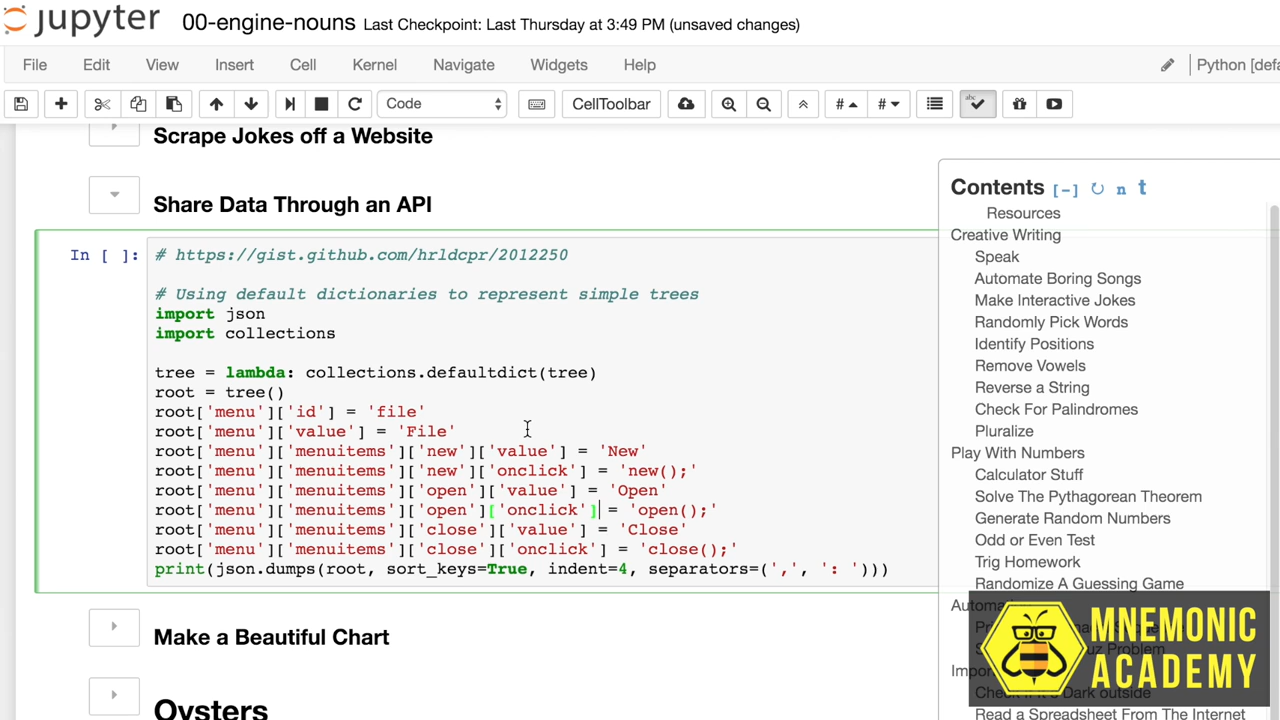 jupyter 00-engine-nouns Last Checkpoint: Last Thursday at 3:49 PM (unsaved changes)
File Edit View Insert Cell Kernel Navigate Widgets Help Python [defa
Code CellToolbar # #
Scrape Jokes off a Website
Share Data Through an API
In [ ]:
# https://gist.github.com/hrldcpr/2012250
# Using default dictionaries to represent simple trees
import json
import collections
tree = lambda: collections.defaultdict(tree)
root = tree()
root['menu']['id'] = 'file'
root['menu']['value'] = 'File'
root['menu']['menuitems']['new']['value'] = 'New'
root['menu']['menuitems']['new']['onclick'] = 'new();'
root['menu']['menuitems']['open']['value'] = 'Open'
root['menu']['menuitems']['open']['onclick'] = 'open();'
root['menu']['menuitems']['close']['value'] = 'Close'
root['menu']['menuitems']['close']['onclick'] = 'close();'
print(json.dumps(root, sort_keys=True, indent=4, separators=(',', ': ')))
Make a Beautiful Chart
Oysters
Contents [-] n t
Resources
Creative Writing
Speak
Automate Boring Songs
Make Interactive Jokes
Randomly Pick Words
Identify Positions
Remove Vowels
Reverse a String
Check For Palindromes
Pluralize
Play With Numbers
Calculator Stuff
Solve The Pythagorean Theorem
Generate Random Numbers
Odd or Even Test
Trig Homework
Randomize A Guessing Game
Check if it's Dark outside
Read a Spreadsheet From The Internet
MNEMONIC
ACADEMY